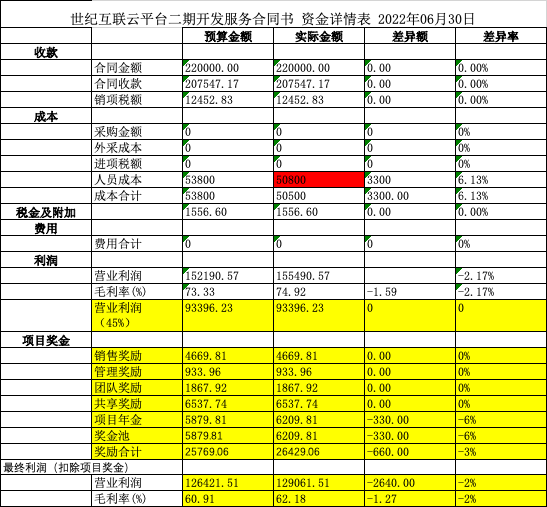 世纪互联云平台二期开发服务合同书 资金详情表 2022年06月30日
预算金额 实际金额 差异额 差异率
收款
合同金额 220000.00 220000.00 0.00 0.00%
合同收款 207547.17 207547.17 0.00 0.00%
销项税额 12452.83 12452.83 0.00 0.00%
成本
采购金额 0 0 0 0%
外采成本 0 0 0 0%
进项税额 0 0 0 0%
人员成本 53800 50800 3300 6.13%
成本合计 53800 50500 3300.00 6.13%
税金及附加 1556.60 1556.60 0.00 0.00%
费用
费用合计 0 0 0 0%
利润
营业利润 152190.57 155490.57 -2.17%
毛利率(%) 73.33 74.92 -1.59 -2.17%
营业利润 93396.23 93396.23 0 0
（45%）
项目奖金
销售奖励 4669.81 4669.81 0.00 0%
管理奖励 933.96 933.96 0.00 0%
团队奖励 1867.92 1867.92 0.00 0%
共享奖励 6537.74 6537.74 0.00 0%
项目年金 5879.81 6209.81 -330.00 -6%
奖金池 5879.81 6209.81 -330.00 -6%
奖励合计 25769.06 26429.06 -660.00 -3%
最终利润（扣除项目奖金）
营业利润 126421.51 129061.51 -2640.00 -2%
毛利率(%) 60.91 62.18 -1.27 -2%